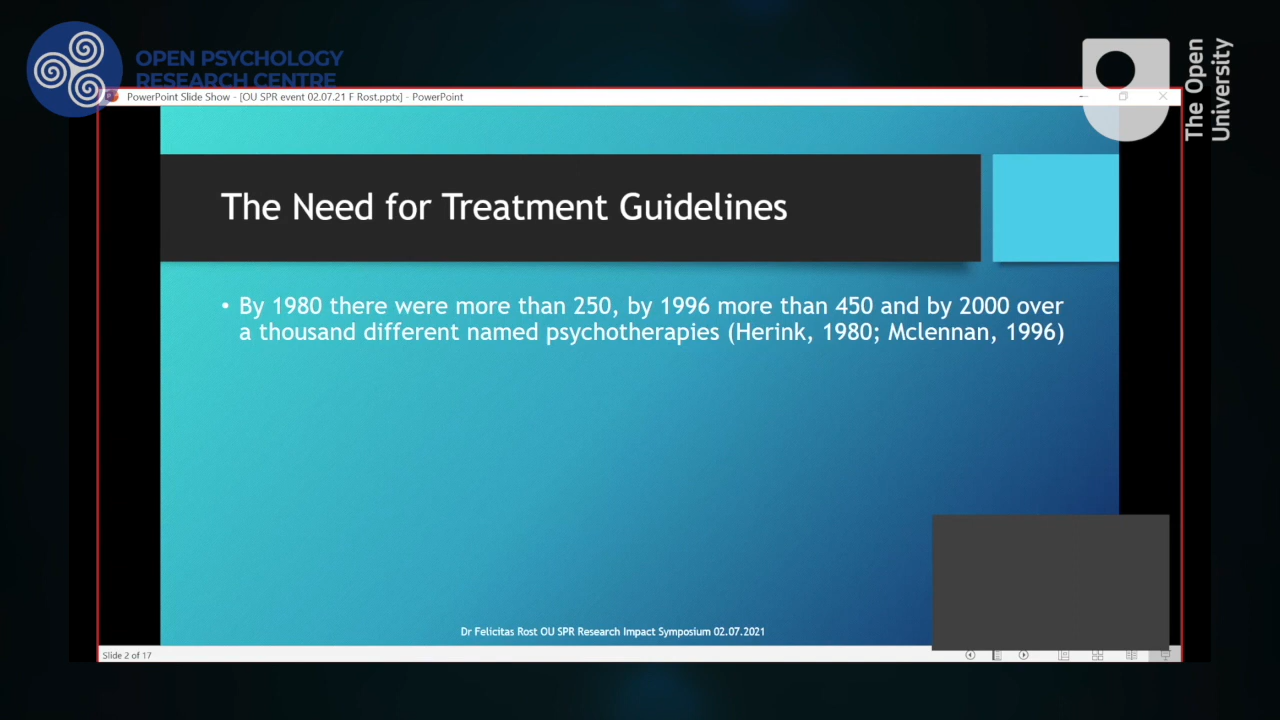 OPEN PSYCHOLOGY
RESEARCH CENTRE
The Open
University
PowerPoint Slide Show - [OU SPR event 02.07.21 F Rost.pptx] - PowerPoint
The Need for Treatment Guidelines
• By 1980 there were more than 250, by 1996 more than 450 and by 2000 over
a thousand different named psychotherapies (Herink, 1980; Mclennan, 1996)
Dr Felicitas Rost OU SPR Research Impact Symposium 02.07.2021
Slide 2 of 17